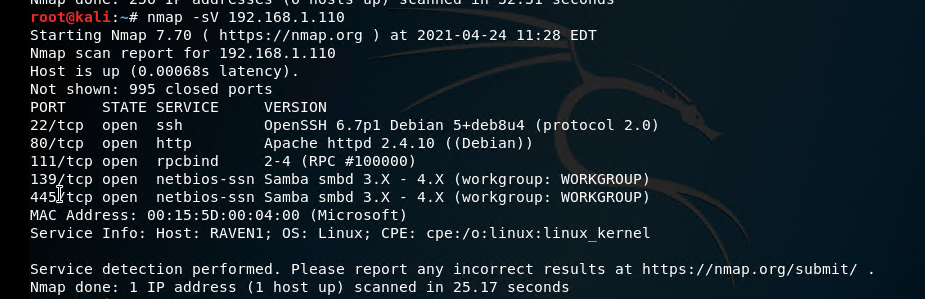 Nmap done: 256 IP addresses (6 hosts up) scanned in 32.51 seconds
root@kali:~# nmap -sV 192.168.1.110
Starting Nmap 7.70 ( https://nmap.org ) at 2021-04-24 11:28 EDT
Nmap scan report for 192.168.1.110
Host is up (0.00068s latency).
Not shown: 995 closed ports
PORT    STATE SERVICE     VERSION
22/tcp  open  ssh         OpenSSH 6.7p1 Debian 5+deb8u4 (protocol 2.0)
80/tcp  open  http        Apache httpd 2.4.10 ((Debian))
111/tcp open  rpcbind     2-4 (RPC #100000)
139/tcp open  netbios-ssn Samba smbd 3.X - 4.X (workgroup: WORKGROUP)
445/tcp open  netbios-ssn Samba smbd 3.X - 4.X (workgroup: WORKGROUP)
MAC Address: 00:15:5D:00:04:00 (Microsoft)
Service Info: Host: RAVEN1; OS: Linux; CPE: cpe:/o:linux:linux_kernel
Service detection performed. Please report any incorrect results at https://nmap.org/submit/ .
Nmap done: 1 IP address (1 host up) scanned in 25.17 seconds